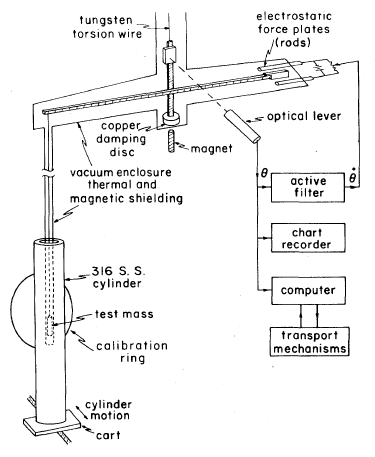 tungsten
torsion wire
electrostatic
force plates
(rods)
copper
damping
disc
magnet
optical lever
vacuum enclosure
thermal and
magnetic shielding
θ
active
filter
θ̇
chart
recorder
computer
transport
mechanisms
316 S. S.
cylinder
test mass
calibration
ring
cylinder
motion
cart